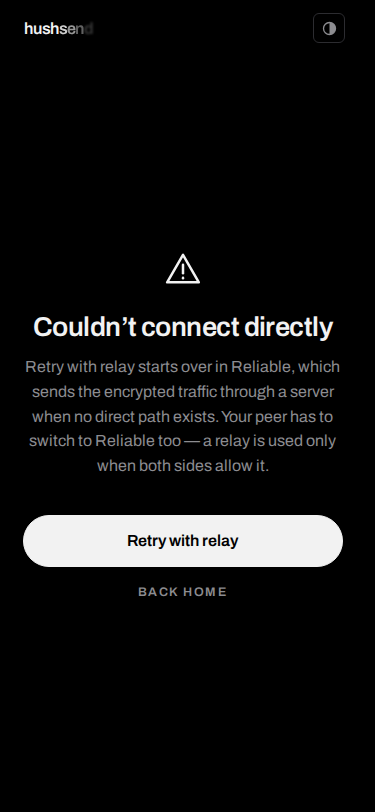 hushsend
Couldn’t connect directly
Retry with relay starts over in Reliable, which
sends the encrypted traffic through a server
when no direct path exists. Your peer has to
switch to Reliable too — a relay is used only
when both sides allow it.
Retry with relay
BACK HOME